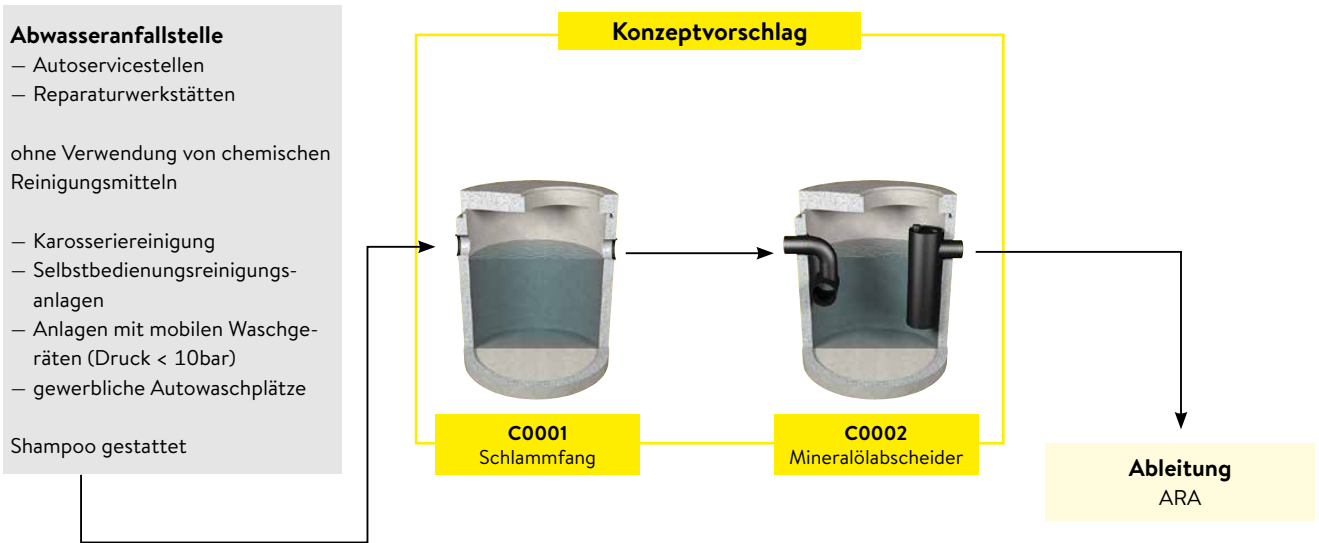 Abwasseranfallstelle
— Autoservicestellen
— Reparaturwerkstätten
ohne Verwendung von chemischen
Reinigungsmitteln
— Karosseriereinigung
— Selbstbedienungsreinigungs-
anlagen
— Anlagen mit mobilen Waschge-
räten (Druck < 10bar)
— gewerbliche Autowaschplätze
Shampoo gestattet
Konzeptvorschlag
C0001
Schlammfang
C0002
Mineralölabscheider
Ableitung
ARA